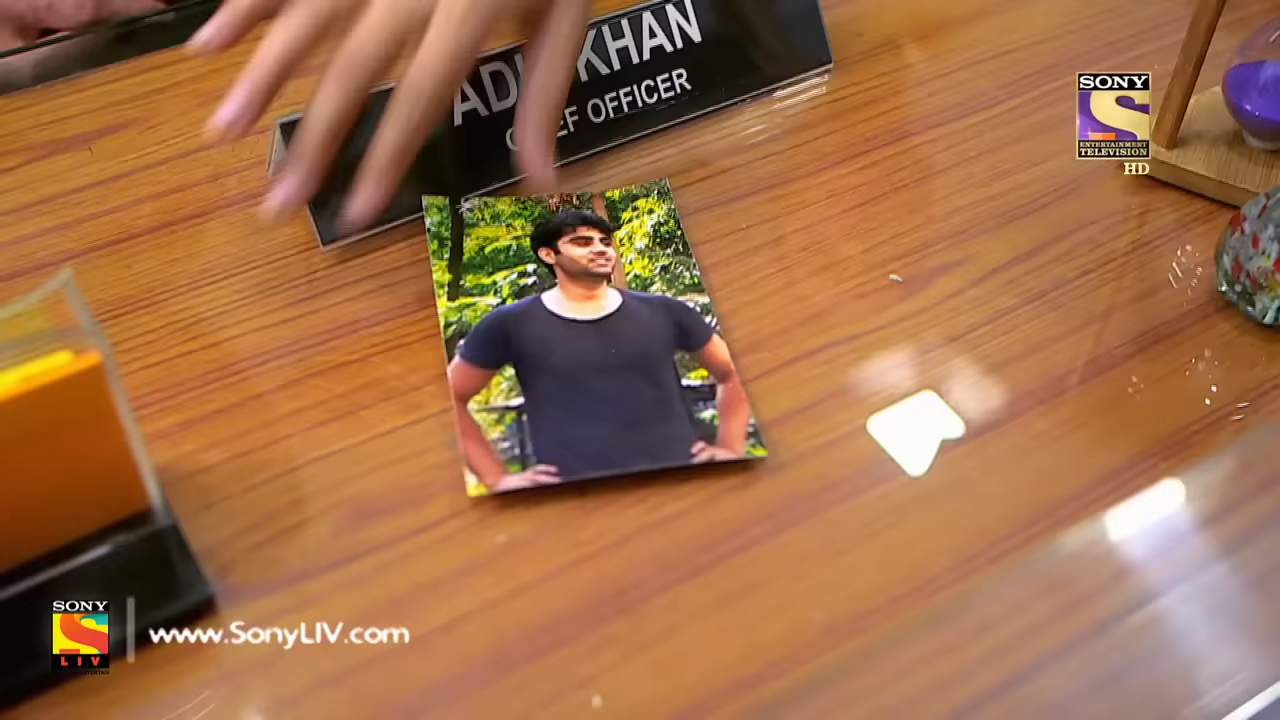 KHAN
OFFICER
SONY
ENTERTAINMENT
TELEVISION
HD
SONY
LIV
www.SonyLIV.com